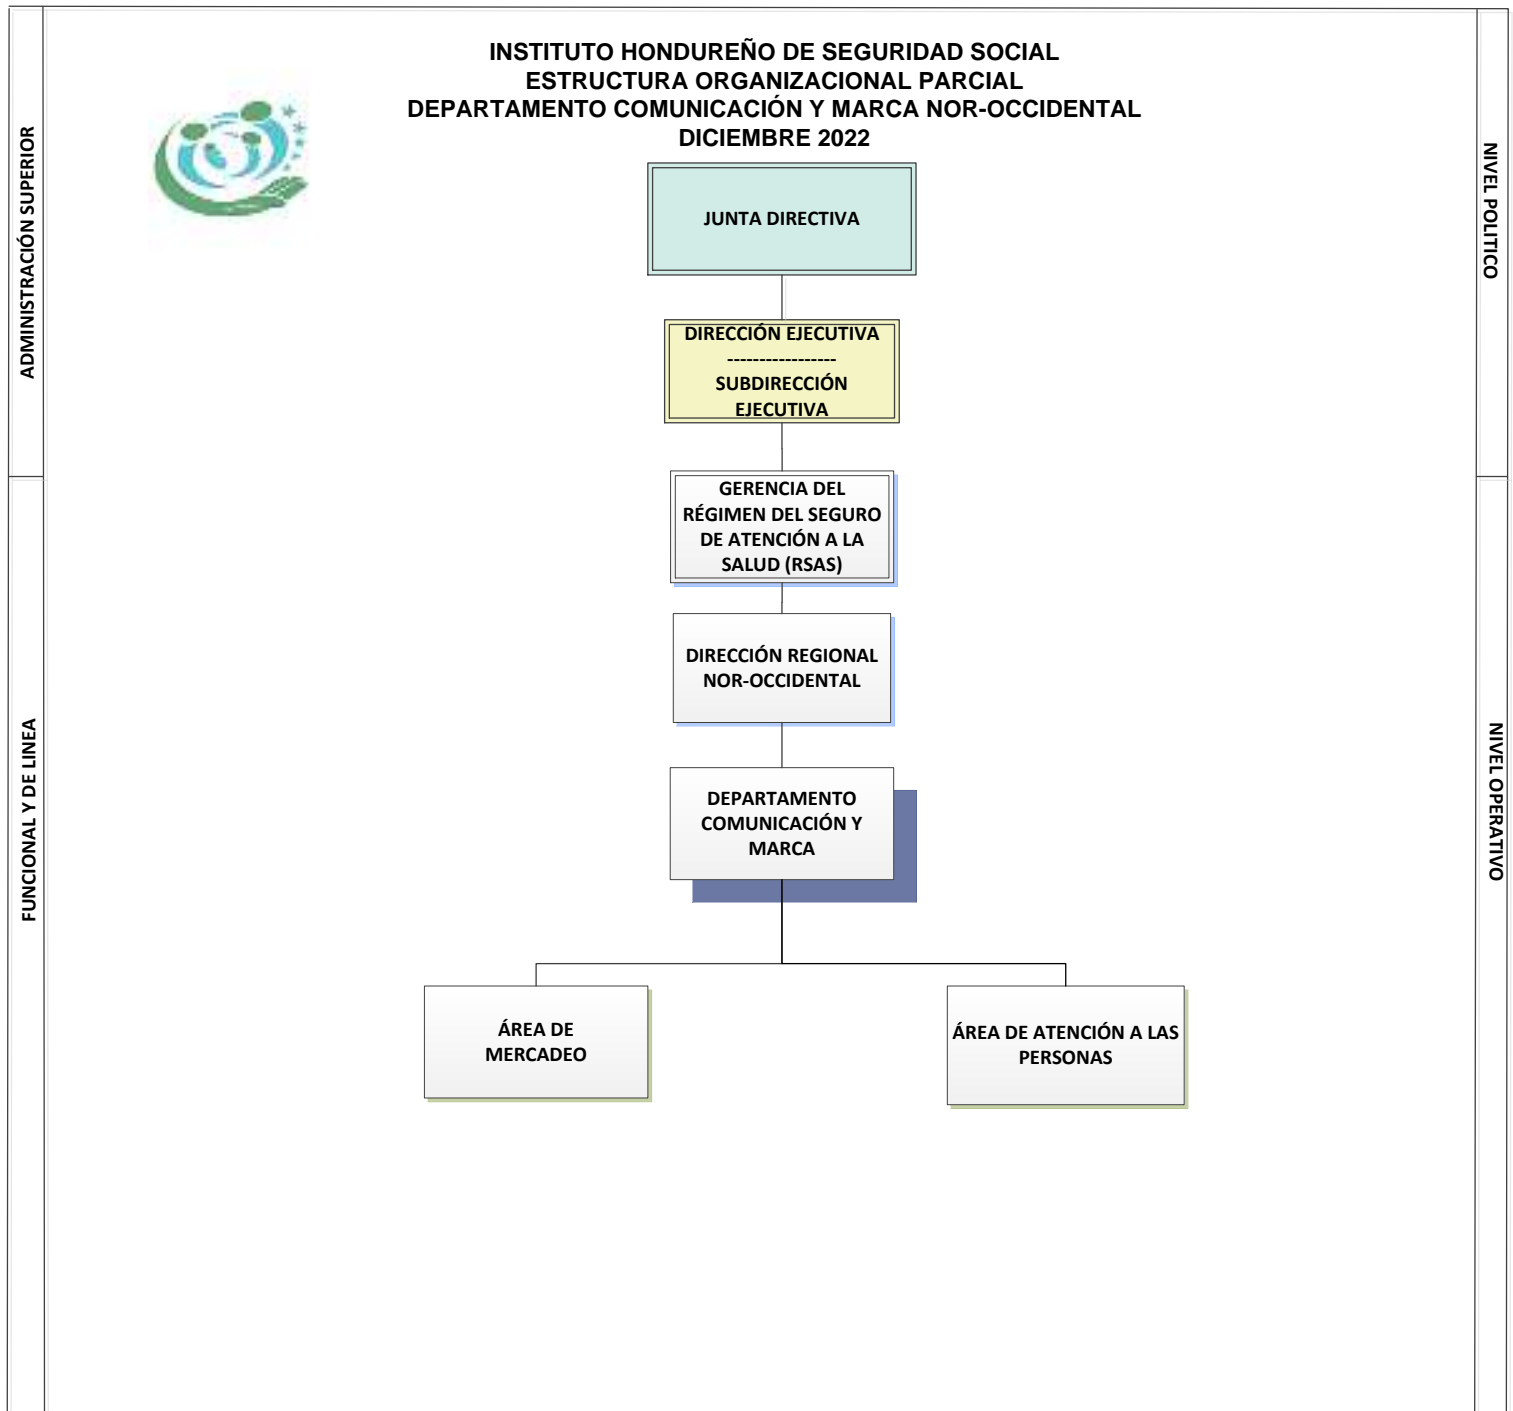 INSTITUTO HONDUREÑO DE SEGURIDAD SOCIAL
ESTRUCTURA ORGANIZACIONAL PARCIAL
DEPARTAMENTO COMUNICACIÓN Y MARCA NOR-OCCIDENTAL
DICIEMBRE 2022
ADMINISTRACIÓN SUPERIOR
NIVEL POLITICO
JUNTA DIRECTIVA
DIRECCIÓN EJECUTIVA
-----------------
SUBDIRECCIÓN
EJECUTIVA
GERENCIA DEL
RÉGIMEN DEL SEGURO
DE ATENCIÓN A LA
SALUD (RSAS)
DIRECCIÓN REGIONAL
NOR-OCCIDENTAL
FUNCIONAL Y DE LINEA
NIVEL OPERATIVO
DEPARTAMENTO
COMUNICACIÓN Y
MARCA
ÁREA DE
MERCADEO
ÁREA DE ATENCIÓN A LAS
PERSONAS